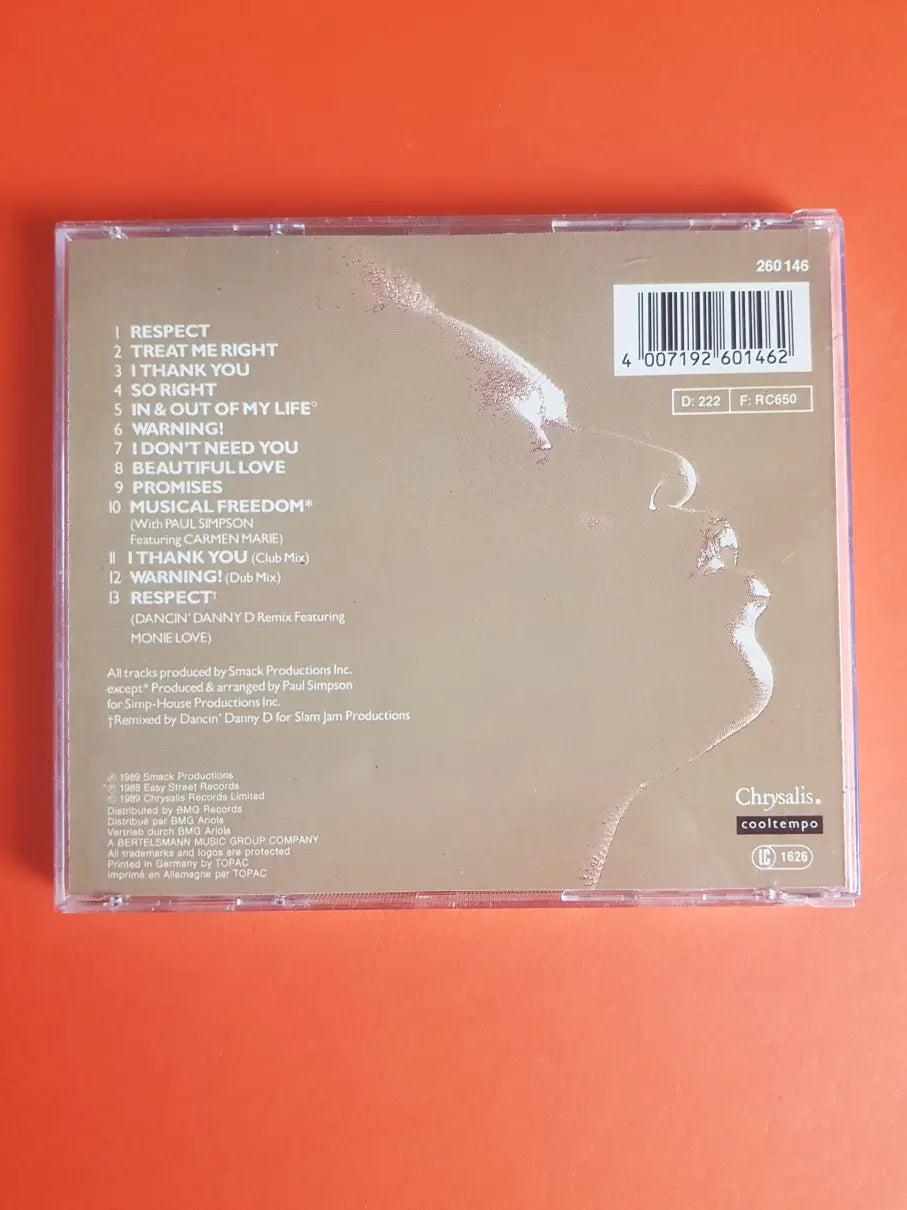 260 146
4 007192 601462
D: 222 F: RC650
1 RESPECT
2 TREAT ME RIGHT
3 I THANK YOU
4 SO RIGHT
5 IN & OUT OF MY LIFE°
6 WARNING!
7 I DON'T NEED YOU
8 BEAUTIFUL LOVE
9 PROMISES
10 MUSICAL FREEDOM*
(With PAUL SIMPSON
Featuring CARMEN MARIE)
11 I THANK YOU (Club Mix)
12 WARNING! (Dub Mix)
13 RESPECT†
(DANCIN' DANNY D Remix Featuring
MONIE LOVE)
All tracks produced by Smack Productions Inc.
except* Produced & arranged by Paul Simpson
for Simp-House Productions Inc.
†Remixed by Dancin' Danny D for Slam Jam Productions
℗ 1989 Smack Productions
°℗ 1988 Easy Street Records
© 1989 Chrysalis Records Limited
Distributed by BMG Records
Distribué par BMG Ariola
Vertrieb durch BMG Ariola
A BERTELSMANN MUSIC GROUP COMPANY
All trademarks and logos are protected
Printed in Germany by TOPAC
Imprimé en Allemagne par TOPAC
Chrysalis®
cooltempo
LC 1626